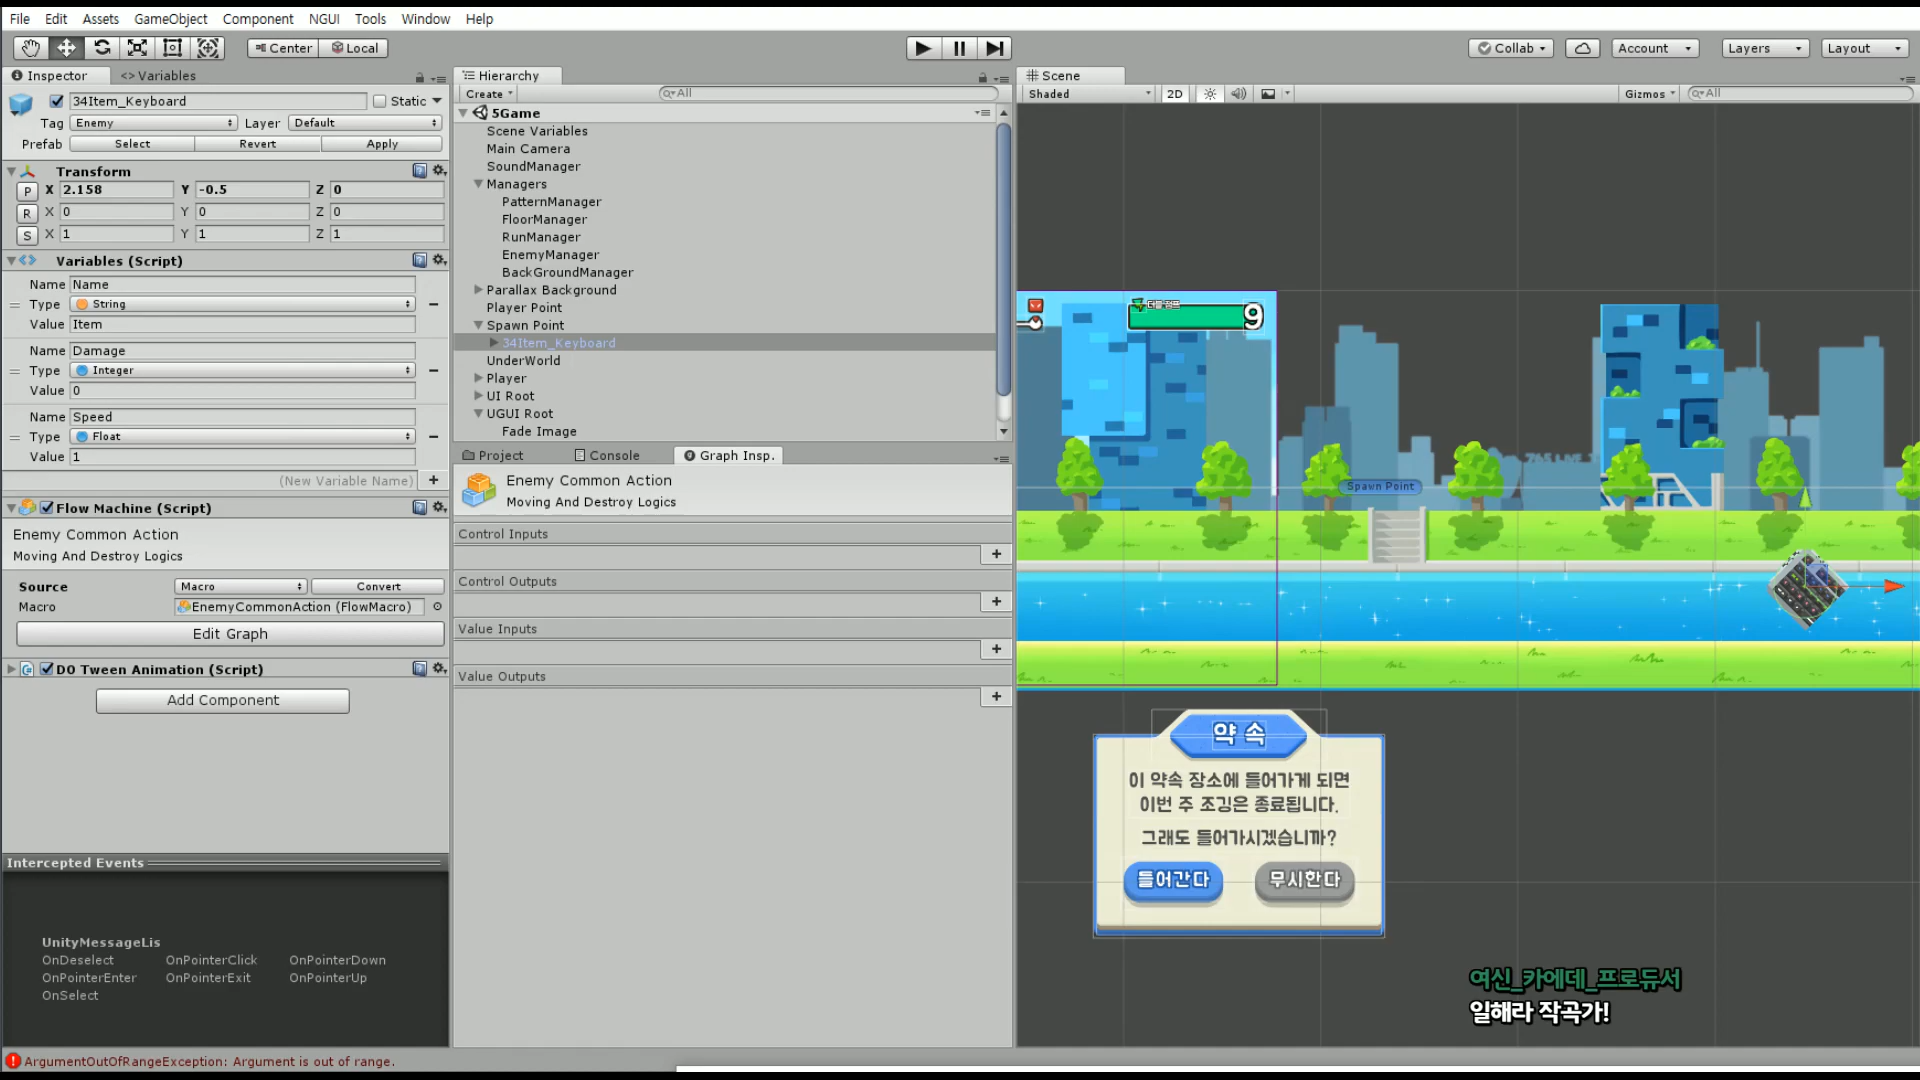 File Edit Assets GameObject Component NGUI Tools Window Help
Center Local Collab Account Layers Layout
Inspector <> Variables
34Item_Keyboard Static
Tag Enemy Layer Default
Prefab Select Revert Apply
Transform
P X 2.158 Y -0.5 Z 0
R X 0 Y 0 Z 0
S X 1 Y 1 Z 1
Variables (Script)
Name Name
Type String
Value Item
Name Damage
Type Integer
Value 0
Name Speed
Type Float
Value 1
(New Variable Name) +
Flow Machine (Script)
Enemy Common Action
Moving And Destroy Logics
Source Macro Convert
Macro EnemyCommonAction (FlowMacro)
Edit Graph
DO Tween Animation (Script)
Add Component
Intercepted Events
UnityMessageLis
OnDeselect OnPointerClick OnPointerDown
OnPointerEnter OnPointerExit OnPointerUp
OnSelect
ArgumentOutOfRangeException: Argument is out of range.
Hierarchy
Create All
5Game
Scene Variables
Main Camera
SoundManager
Managers
PatternManager
FloorManager
RunManager
EnemyManager
BackGroundManager
Parallax Background
Player Point
Spawn Point
34Item_Keyboard
UnderWorld
Player
UI Root
UGUI Root
Fade Image
Project Console Graph Insp.
Enemy Common Action
Moving And Destroy Logics
Control Inputs
+
Control Outputs
+
Value Inputs
+
Value Outputs
+
Scene
Shaded 2D Gizmos All
9
Spawn Point
약 속
이 약속 장소에 들어가게 되면
이번 주 조깅은 종료됩니다.
그래도 들어가시겠습니까?
들어간다 무시한다
여신_카에데_프로듀서
일해라 작곡가!